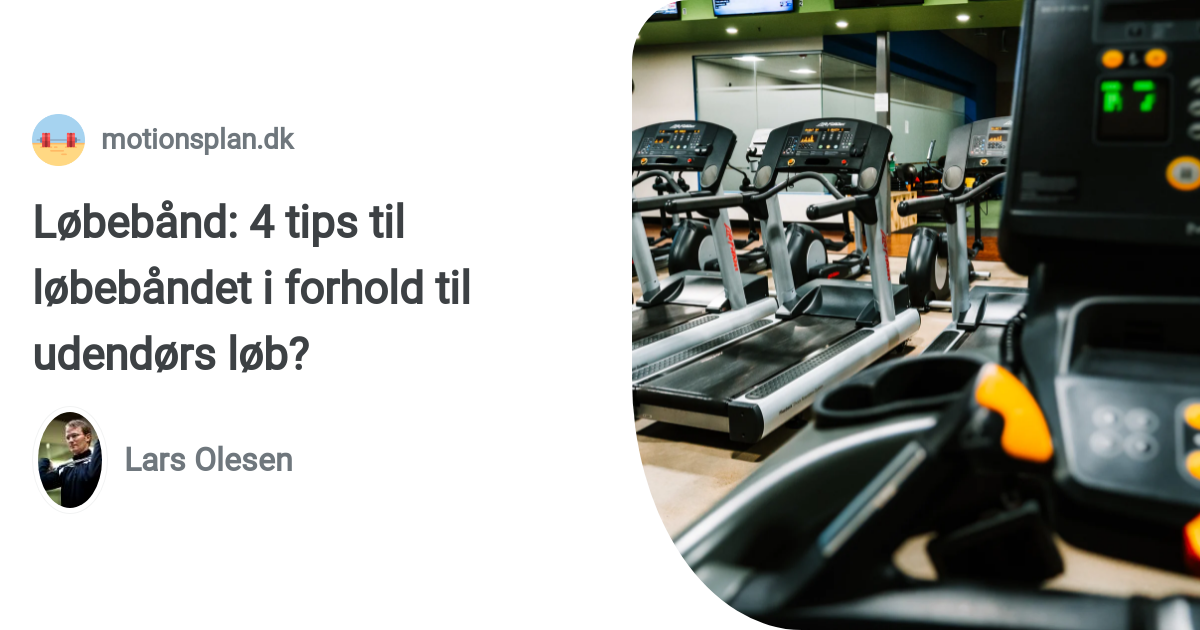 motionsplan.dk
Løbebånd: 4 tips til
løbebåndet i forhold til
udendørs løb?
Lars Olesen